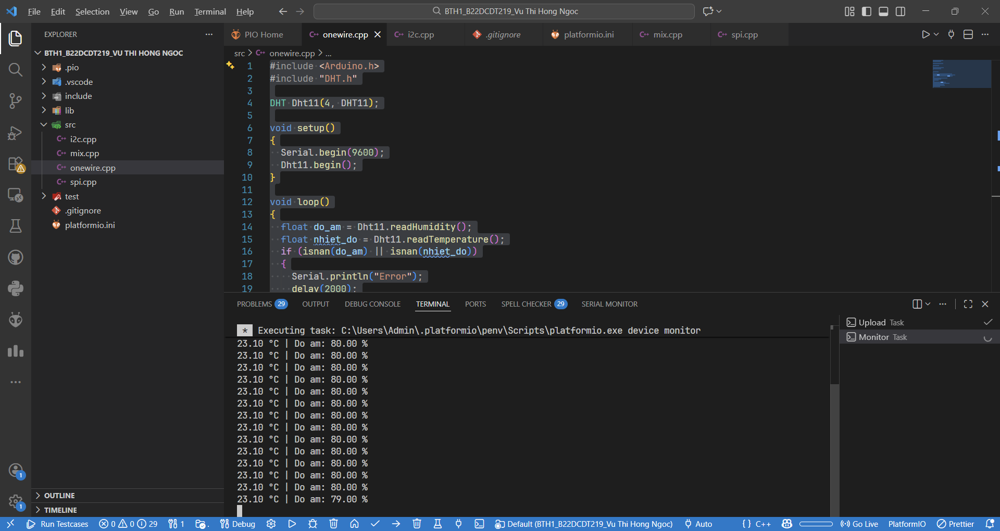 File Edit Selection View Go Run Terminal Help
BTH1_B22DCDT219_Vu Thi Hong Ngoc
EXPLORER
BTH1_B22DCDT219_VU THI HONG NGOC
.pio
.vscode
include
lib
src
i2c.cpp
mix.cpp
onewire.cpp
spi.cpp
test
.gitignore
platformio.ini
OUTLINE
TIMELINE
PIO Home onewire.cpp i2c.cpp .gitignore platformio.ini mix.cpp spi.cpp
src > onewire.cpp > ...
1 #include <Arduino.h>
2 #include "DHT.h"
3
4 DHT Dht11(4, DHT11);
5
6 void setup()
7 {
8 Serial.begin(9600);
9 Dht11.begin();
10 }
11
12 void loop()
13 {
14 float do_am = Dht11.readHumidity();
15 float nhiet_do = Dht11.readTemperature();
16 if (isnan(do_am) || isnan(nhiet_do))
17 {
18 Serial.println("Error");
19 delay(2000);
PROBLEMS 29 OUTPUT DEBUG CONSOLE TERMINAL PORTS SPELL CHECKER 29 SERIAL MONITOR
* Executing task: C:\Users\Admin\.platformio\penv\Scripts\platformio.exe device monitor
23.10 °C | Do am: 80.00 %
23.10 °C | Do am: 80.00 %
23.10 °C | Do am: 80.00 %
23.10 °C | Do am: 80.00 %
23.10 °C | Do am: 80.00 %
23.10 °C | Do am: 80.00 %
23.10 °C | Do am: 80.00 %
23.10 °C | Do am: 80.00 %
23.10 °C | Do am: 80.00 %
23.10 °C | Do am: 80.00 %
23.10 °C | Do am: 80.00 %
23.10 °C | Do am: 80.00 %
23.10 °C | Do am: 80.00 %
23.10 °C | Do am: 79.00 %
Upload Task
Monitor Task
1
1
Run Testcases 0 0 29 1 . Debug Default (BTH1_B22DCDT219_Vu Thi Hong Ngoc) Auto {} C++ Go Live PlatformIO Prettier